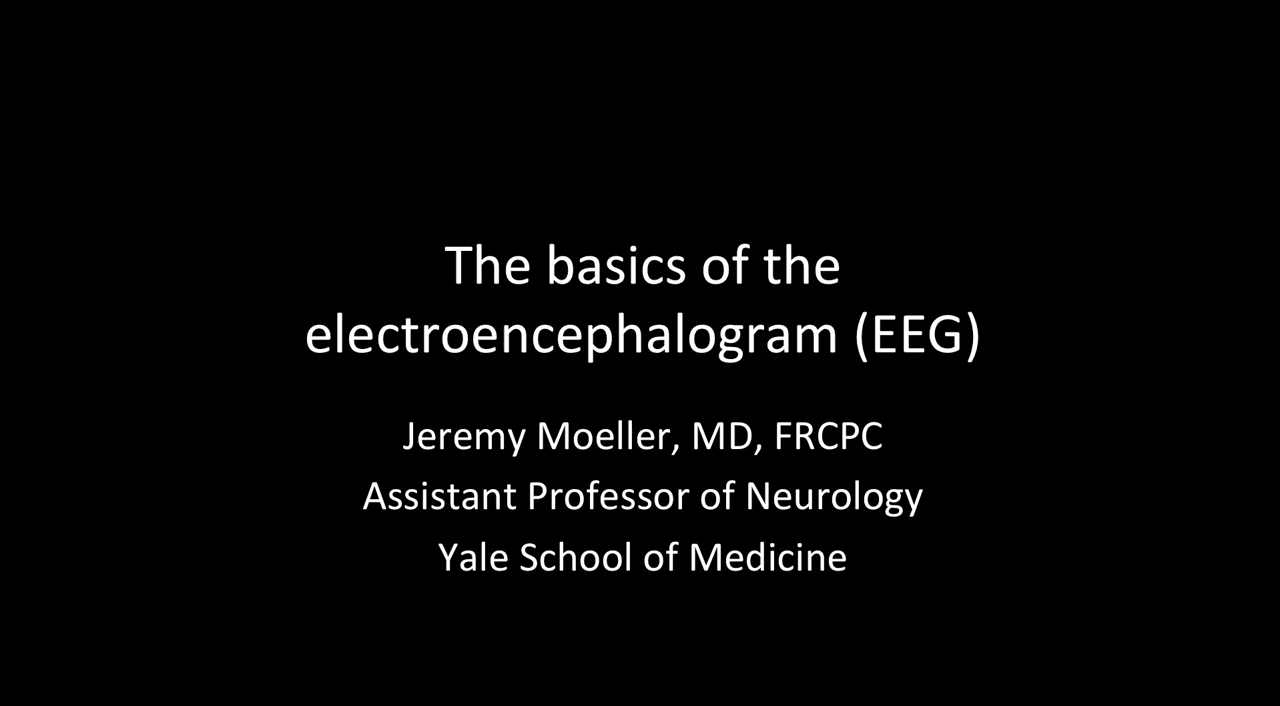 The basics of the
electroencephalogram (EEG)
Jeremy Moeller, MD, FRCPC
Assistant Professor of Neurology
Yale School of Medicine